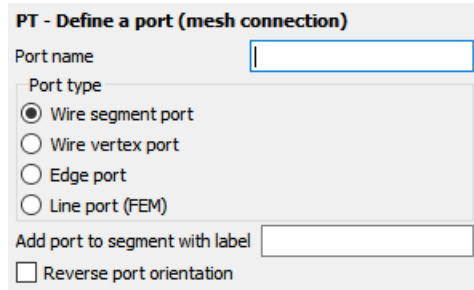 PT - Define a port (mesh connection)
Port name
Port type
Wire segment port
Wire vertex port
Edge port
Line port (FEM)
Add port to segment with label
Reverse port orientation